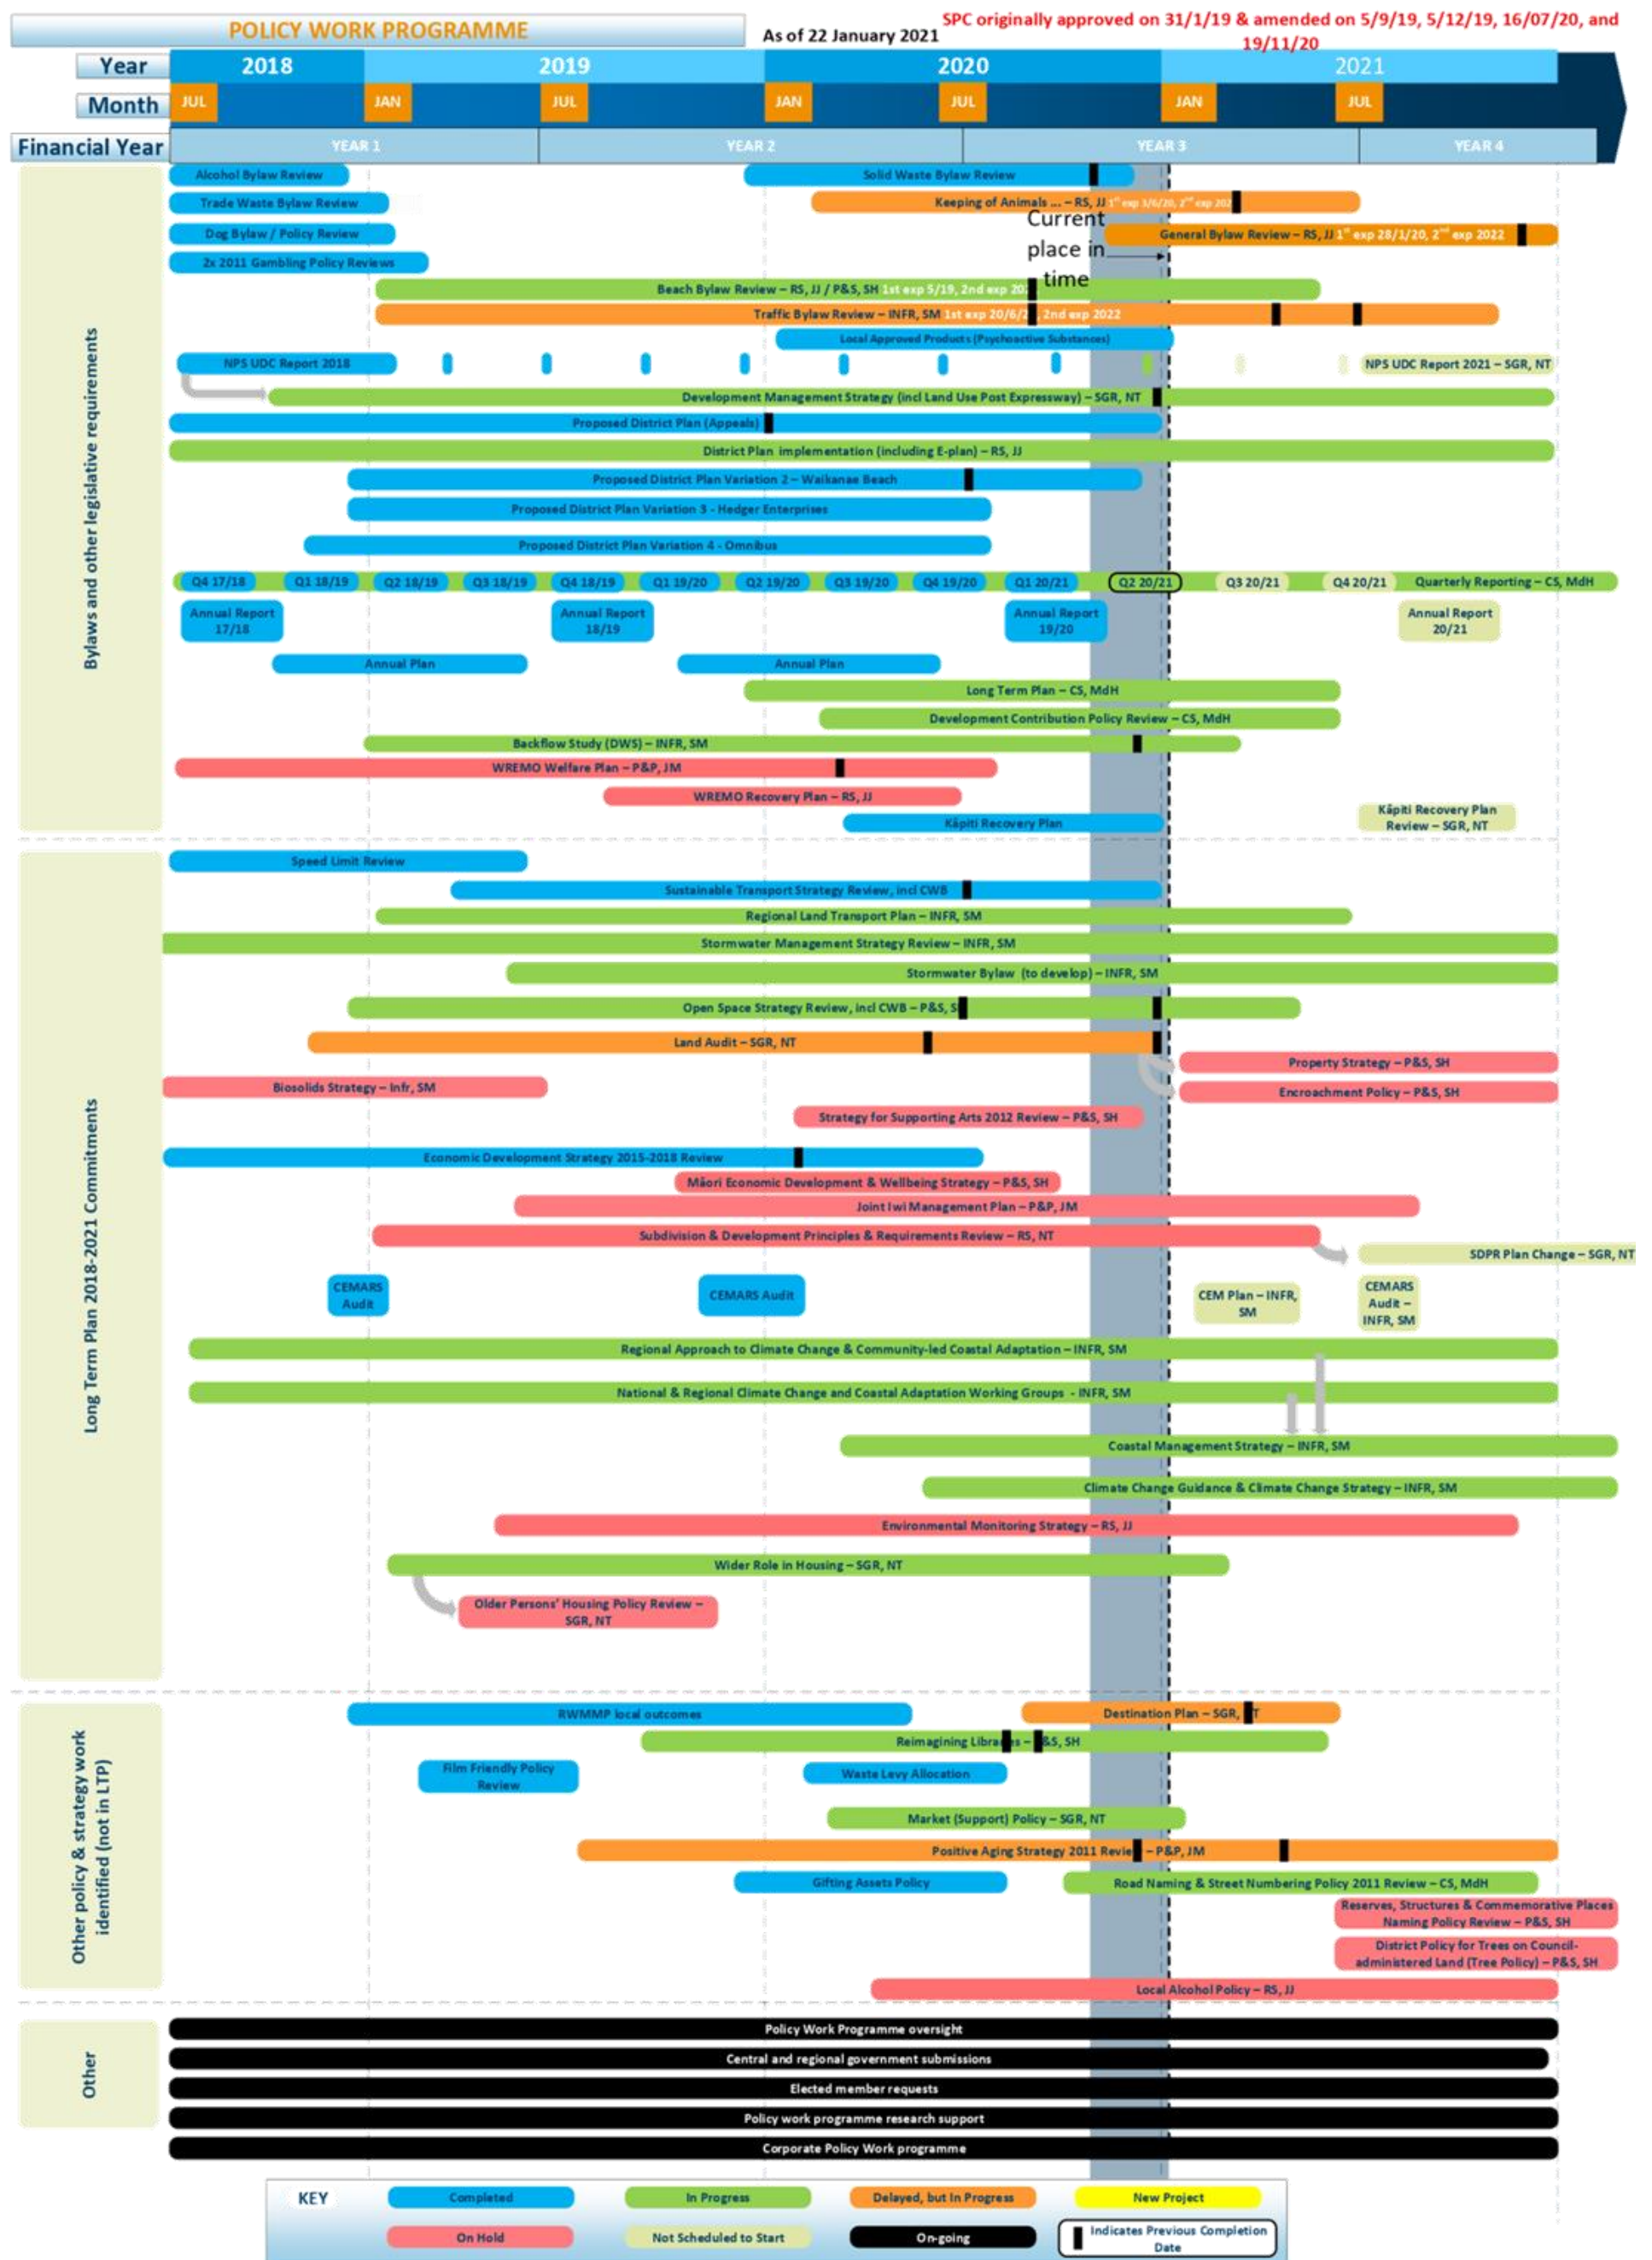 POLICY WORK PROGRAMME
As of 22 January 2021
SPC originally approved on 31/1/19 & amended on 5/9/19, 5/12/19, 16/07/20, and
19/11/20
Year
2018
2019
2020
2021
Month
JUL
JAN
JUL
JAN
JUL
JAN
JUL
Financial Year
YEAR 1
YEAR 2
YEAR 3
YEAR 4
Bylaws and other legislative requirements
Alcohol Bylaw Review
Solid Waste Bylaw Review
Trade Waste Bylaw Review
Keeping of Animals ... – RS, JJ 1st exp 3/6/20, 2nd exp 202
Current
place in
time
Dog Bylaw / Policy Review
General Bylaw Review – RS, JJ 1st exp 28/1/20, 2nd exp 2022
2x 2011 Gambling Policy Reviews
Beach Bylaw Review – RS, JJ / P&S, SH 1st exp 5/19, 2nd exp 202
Traffic Bylaw Review – INFR, SM 1st exp 20/6/2 , 2nd exp 2022
Local Approved Products (Psychoactive Substances)
NPS UDC Report 2018
NPS UDC Report 2021 – SGR, NT
Development Management Strategy (incl Land Use Post Expressway) – SGR, NT
Proposed District Plan (Appeals)
District Plan implementation (including E-plan) – RS, JJ
Proposed District Plan Variation 2 – Waikanae Beach
Proposed District Plan Variation 3 - Hedger Enterprises
Proposed District Plan Variation 4 - Omnibus
Q4 17/18
Q1 18/19
Q2 18/19
Q3 18/19
Q4 18/19
Q1 19/20
Q2 19/20
Q3 19/20
Q4 19/20
Q1 20/21
Q2 20/21
Q3 20/21
Q4 20/21
Quarterly Reporting – CS, MdH
Annual Report
17/18
Annual Report
18/19
Annual Report
19/20
Annual Report
20/21
Annual Plan
Annual Plan
Long Term Plan – CS, MdH
Development Contribution Policy Review – CS, MdH
Backflow Study (DWS) – INFR, SM
WREMO Welfare Plan – P&P, JM
WREMO Recovery Plan – RS, JJ
Kāpiti Recovery Plan
Kāpiti Recovery Plan
Review – SGR, NT
Long Term Plan 2018-2021 Commitments
Speed Limit Review
Sustainable Transport Strategy Review, incl CWB
Regional Land Transport Plan – INFR, SM
Stormwater Management Strategy Review – INFR, SM
Stormwater Bylaw (to develop) – INFR, SM
Open Space Strategy Review, incl CWB – P&S, S
Land Audit – SGR, NT
Property Strategy – P&S, SH
Biosolids Strategy – Infr, SM
Encroachment Policy – P&S, SH
Strategy for Supporting Arts 2012 Review – P&S, SH
Economic Development Strategy 2015-2018 Review
Māori Economic Development & Wellbeing Strategy – P&S, SH
Joint Iwi Management Plan – P&P, JM
Subdivision & Development Principles & Requirements Review – RS, NT
SDPR Plan Change – SGR, NT
CEMARS
Audit
CEMARS Audit
CEM Plan – INFR,
SM
CEMARS
Audit –
INFR, SM
Regional Approach to Climate Change & Community-led Coastal Adaptation – INFR, SM
National & Regional Climate Change and Coastal Adaptation Working Groups - INFR, SM
Coastal Management Strategy – INFR, SM
Climate Change Guidance & Climate Change Strategy – INFR, SM
Environmental Monitoring Strategy – RS, JJ
Wider Role in Housing – SGR, NT
Older Persons' Housing Policy Review –
SGR, NT
Other policy & strategy work
identified (not in LTP)
RWMMP local outcomes
Destination Plan – SGR, T
Reimagining Libra s – &S, SH
Film Friendly Policy
Review
Waste Levy Allocation
Market (Support) Policy – SGR, NT
Positive Aging Strategy 2011 Revie – P&P, JM
Gifting Assets Policy
Road Naming & Street Numbering Policy 2011 Review – CS, MdH
Reserves, Structures & Commemorative Places
Naming Policy Review – P&S, SH
District Policy for Trees on Council-
administered Land (Tree Policy) – P&S, SH
Local Alcohol Policy – RS, JJ
Other
Policy Work Programme oversight
Central and regional government submissions
Elected member requests
Policy work programme research support
Corporate Policy Work programme
KEY
Completed
In Progress
Delayed, but In Progress
New Project
On Hold
Not Scheduled to Start
On-going
Indicates Previous Completion
Date